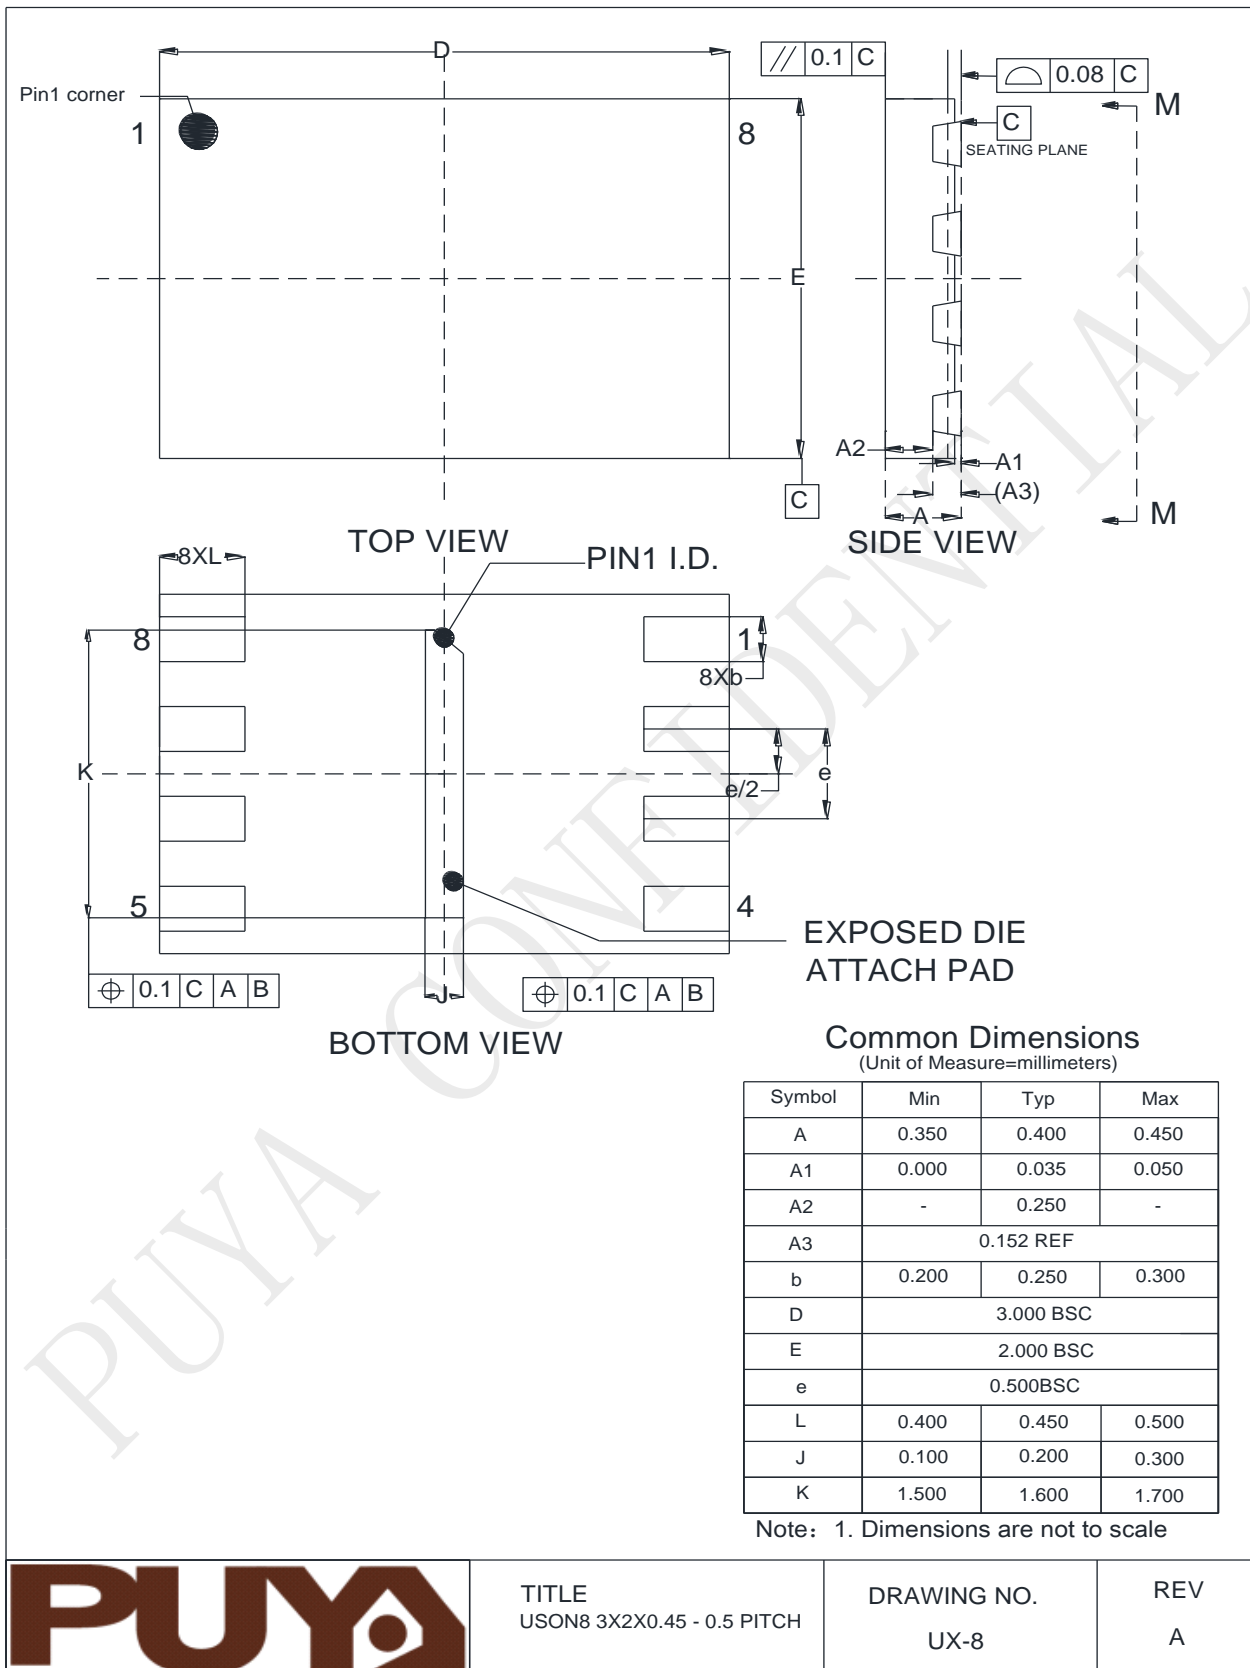 D
// 0.1 C
0.08 C
Pin1 corner
M
1
8
C
SEATING PLANE
E
A2
A1
(A3)
C
A
M
TOP VIEW
SIDE VIEW
8XL
PIN1 I.D.
8
1
8Xb
K
e/2
e
5
4
EXPOSED DIE
ATTACH PAD
⌖ 0.1 C A B
J
⌖ 0.1 C A B
BOTTOM VIEW
PUYA CONFIDENTIAL
Common Dimensions
(Unit of Measure=millimeters)
Symbol Min Typ Max
A 0.350 0.400 0.450
A1 0.000 0.035 0.050
A2 - 0.250 -
A3 0.152 REF
b 0.200 0.250 0.300
D 3.000 BSC
E 2.000 BSC
e 0.500BSC
L 0.400 0.450 0.500
J 0.100 0.200 0.300
K 1.500 1.600 1.700
Note：1. Dimensions are not to scale
PUYA
TITLE
USON8 3X2X0.45 - 0.5 PITCH
DRAWING NO.
UX-8
REV
A